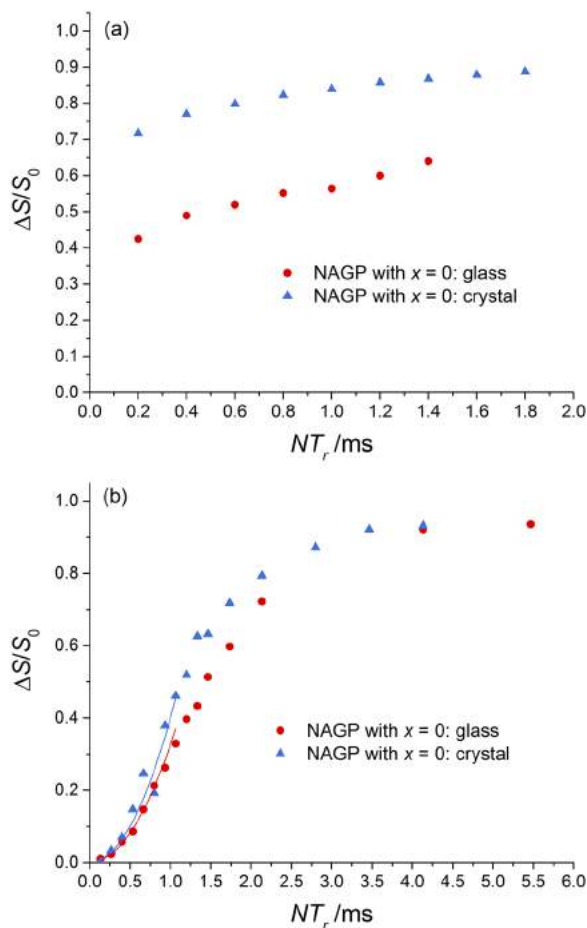 (a)
1.0
0.9
0.8
0.7
0.6
0.5
0.4
0.3
0.2
0.1
0.0
ΔS/S₀
NAGP with x = 0: glass
NAGP with x = 0: crystal
0.0 0.2 0.4 0.6 0.8 1.0 1.2 1.4 1.6 1.8 2.0
NTᵣ /ms
(b)
1.0
0.8
0.6
0.4
0.2
0.0
ΔS/S₀
NAGP with x = 0: glass
NAGP with x = 0: crystal
0.0 0.5 1.0 1.5 2.0 2.5 3.0 3.5 4.0 4.5 5.0 5.5 6.0
NTᵣ /ms